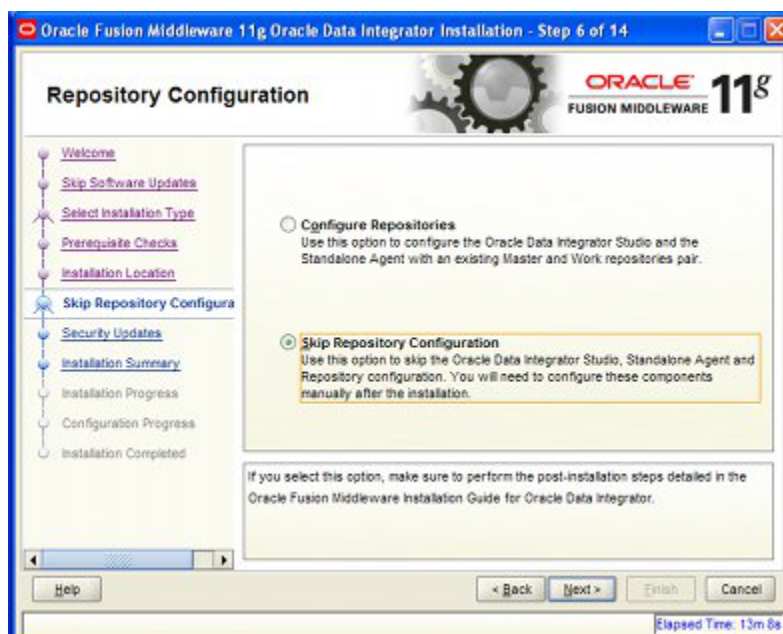 Oracle Fusion Middleware 11g Oracle Data Integrator Installation - Step 6 of 14
Repository Configuration
ORACLE
FUSION MIDDLEWARE 11g
Welcome
Skip Software Updates
Select Installation Type
Prerequisite Checks
Installation Location
Skip Repository Configura
Security Updates
Installation Summary
Installation Progress
Configuration Progress
Installation Completed
Configure Repositories
Use this option to configure the Oracle Data Integrator Studio and the
Standalone Agent with an existing Master and Work repositories pair.
Skip Repository Configuration
Use this option to skip the Oracle Data Integrator Studio, Standalone Agent and
Repository configuration. You will need to configure these components
manually after the installation.
If you select this option, make sure to perform the post-installation steps detailed in the
Oracle Fusion Middleware Installation Guide for Oracle Data Integrator.
Help
< Back
Next >
Finish
Cancel
Elapsed Time: 13m 8s